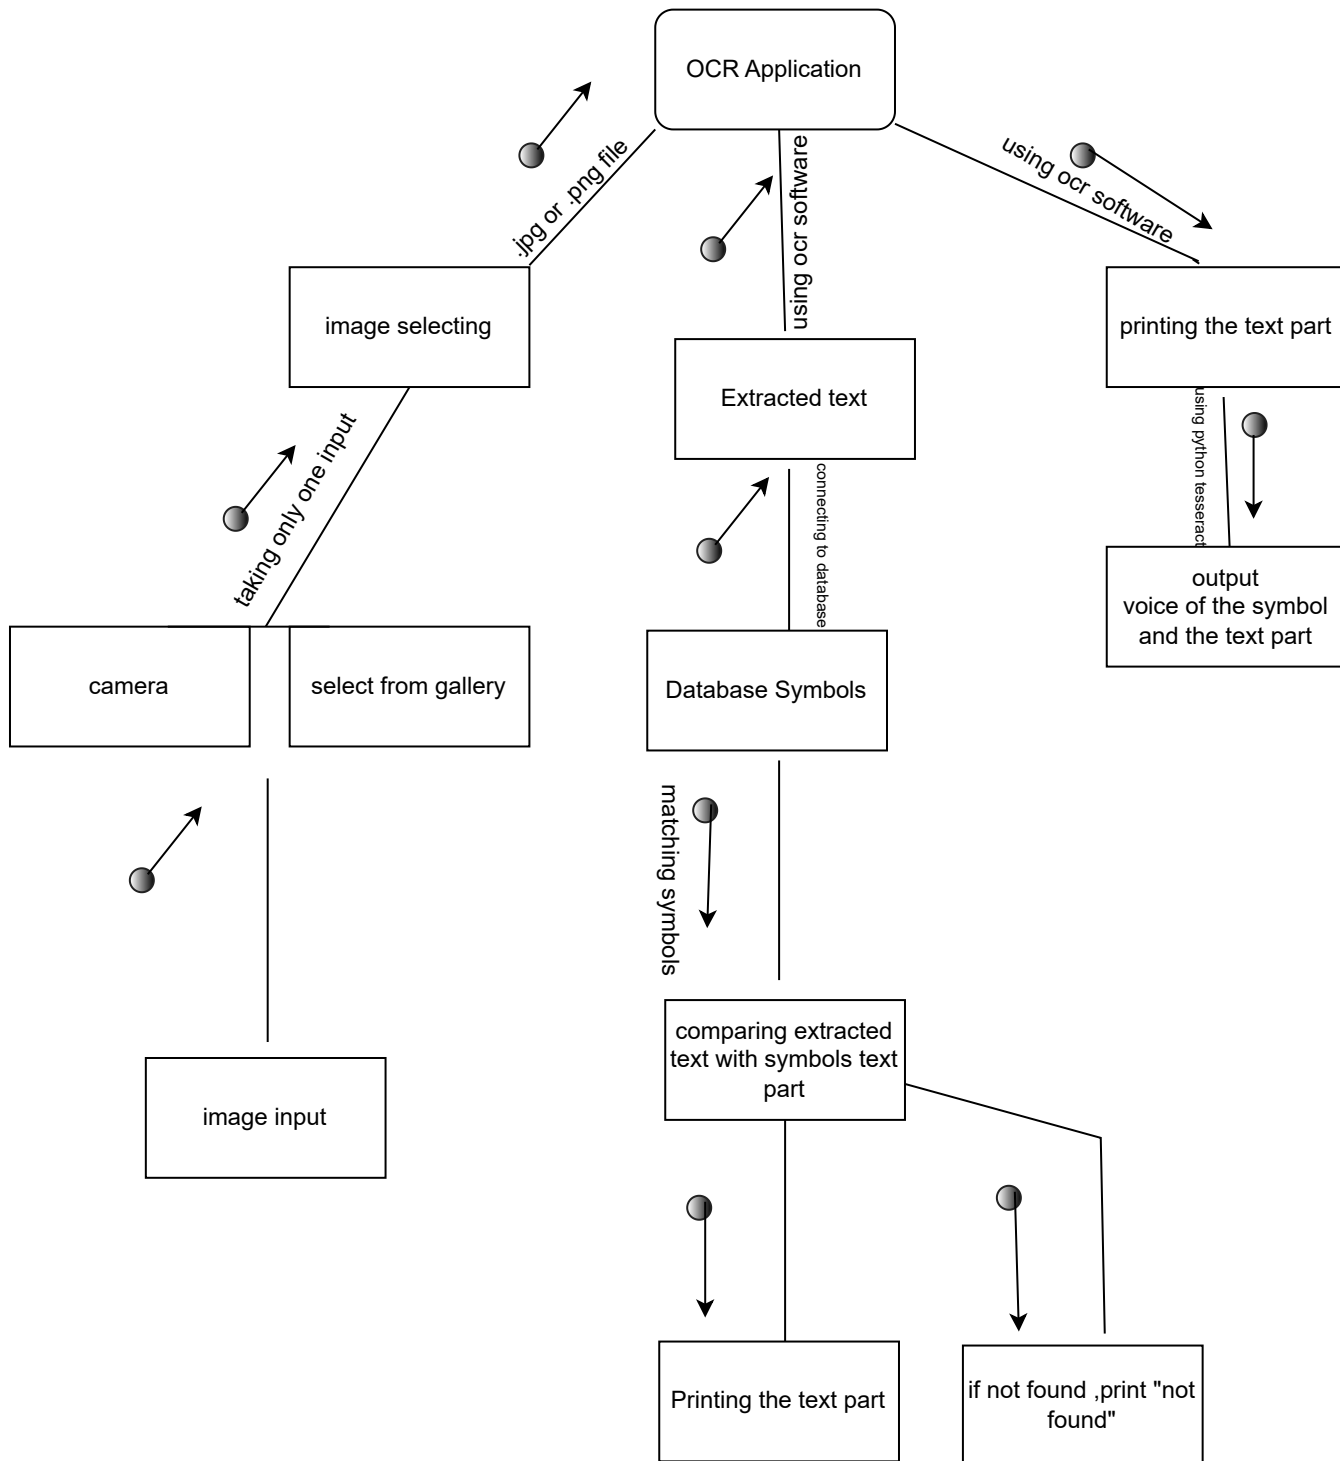 OCR Application
.jpg or .png file
using ocr software
using ocr software
image selecting
Extracted text
printing the text part
taking only one input
connecting to database
using python tesseract
camera
select from gallery
Database Symbols
output
voice of the symbol
and the text part
matching symbols
image input
comparing extracted
text with symbols text
part
Printing the text part
if not found ,print "not
found"